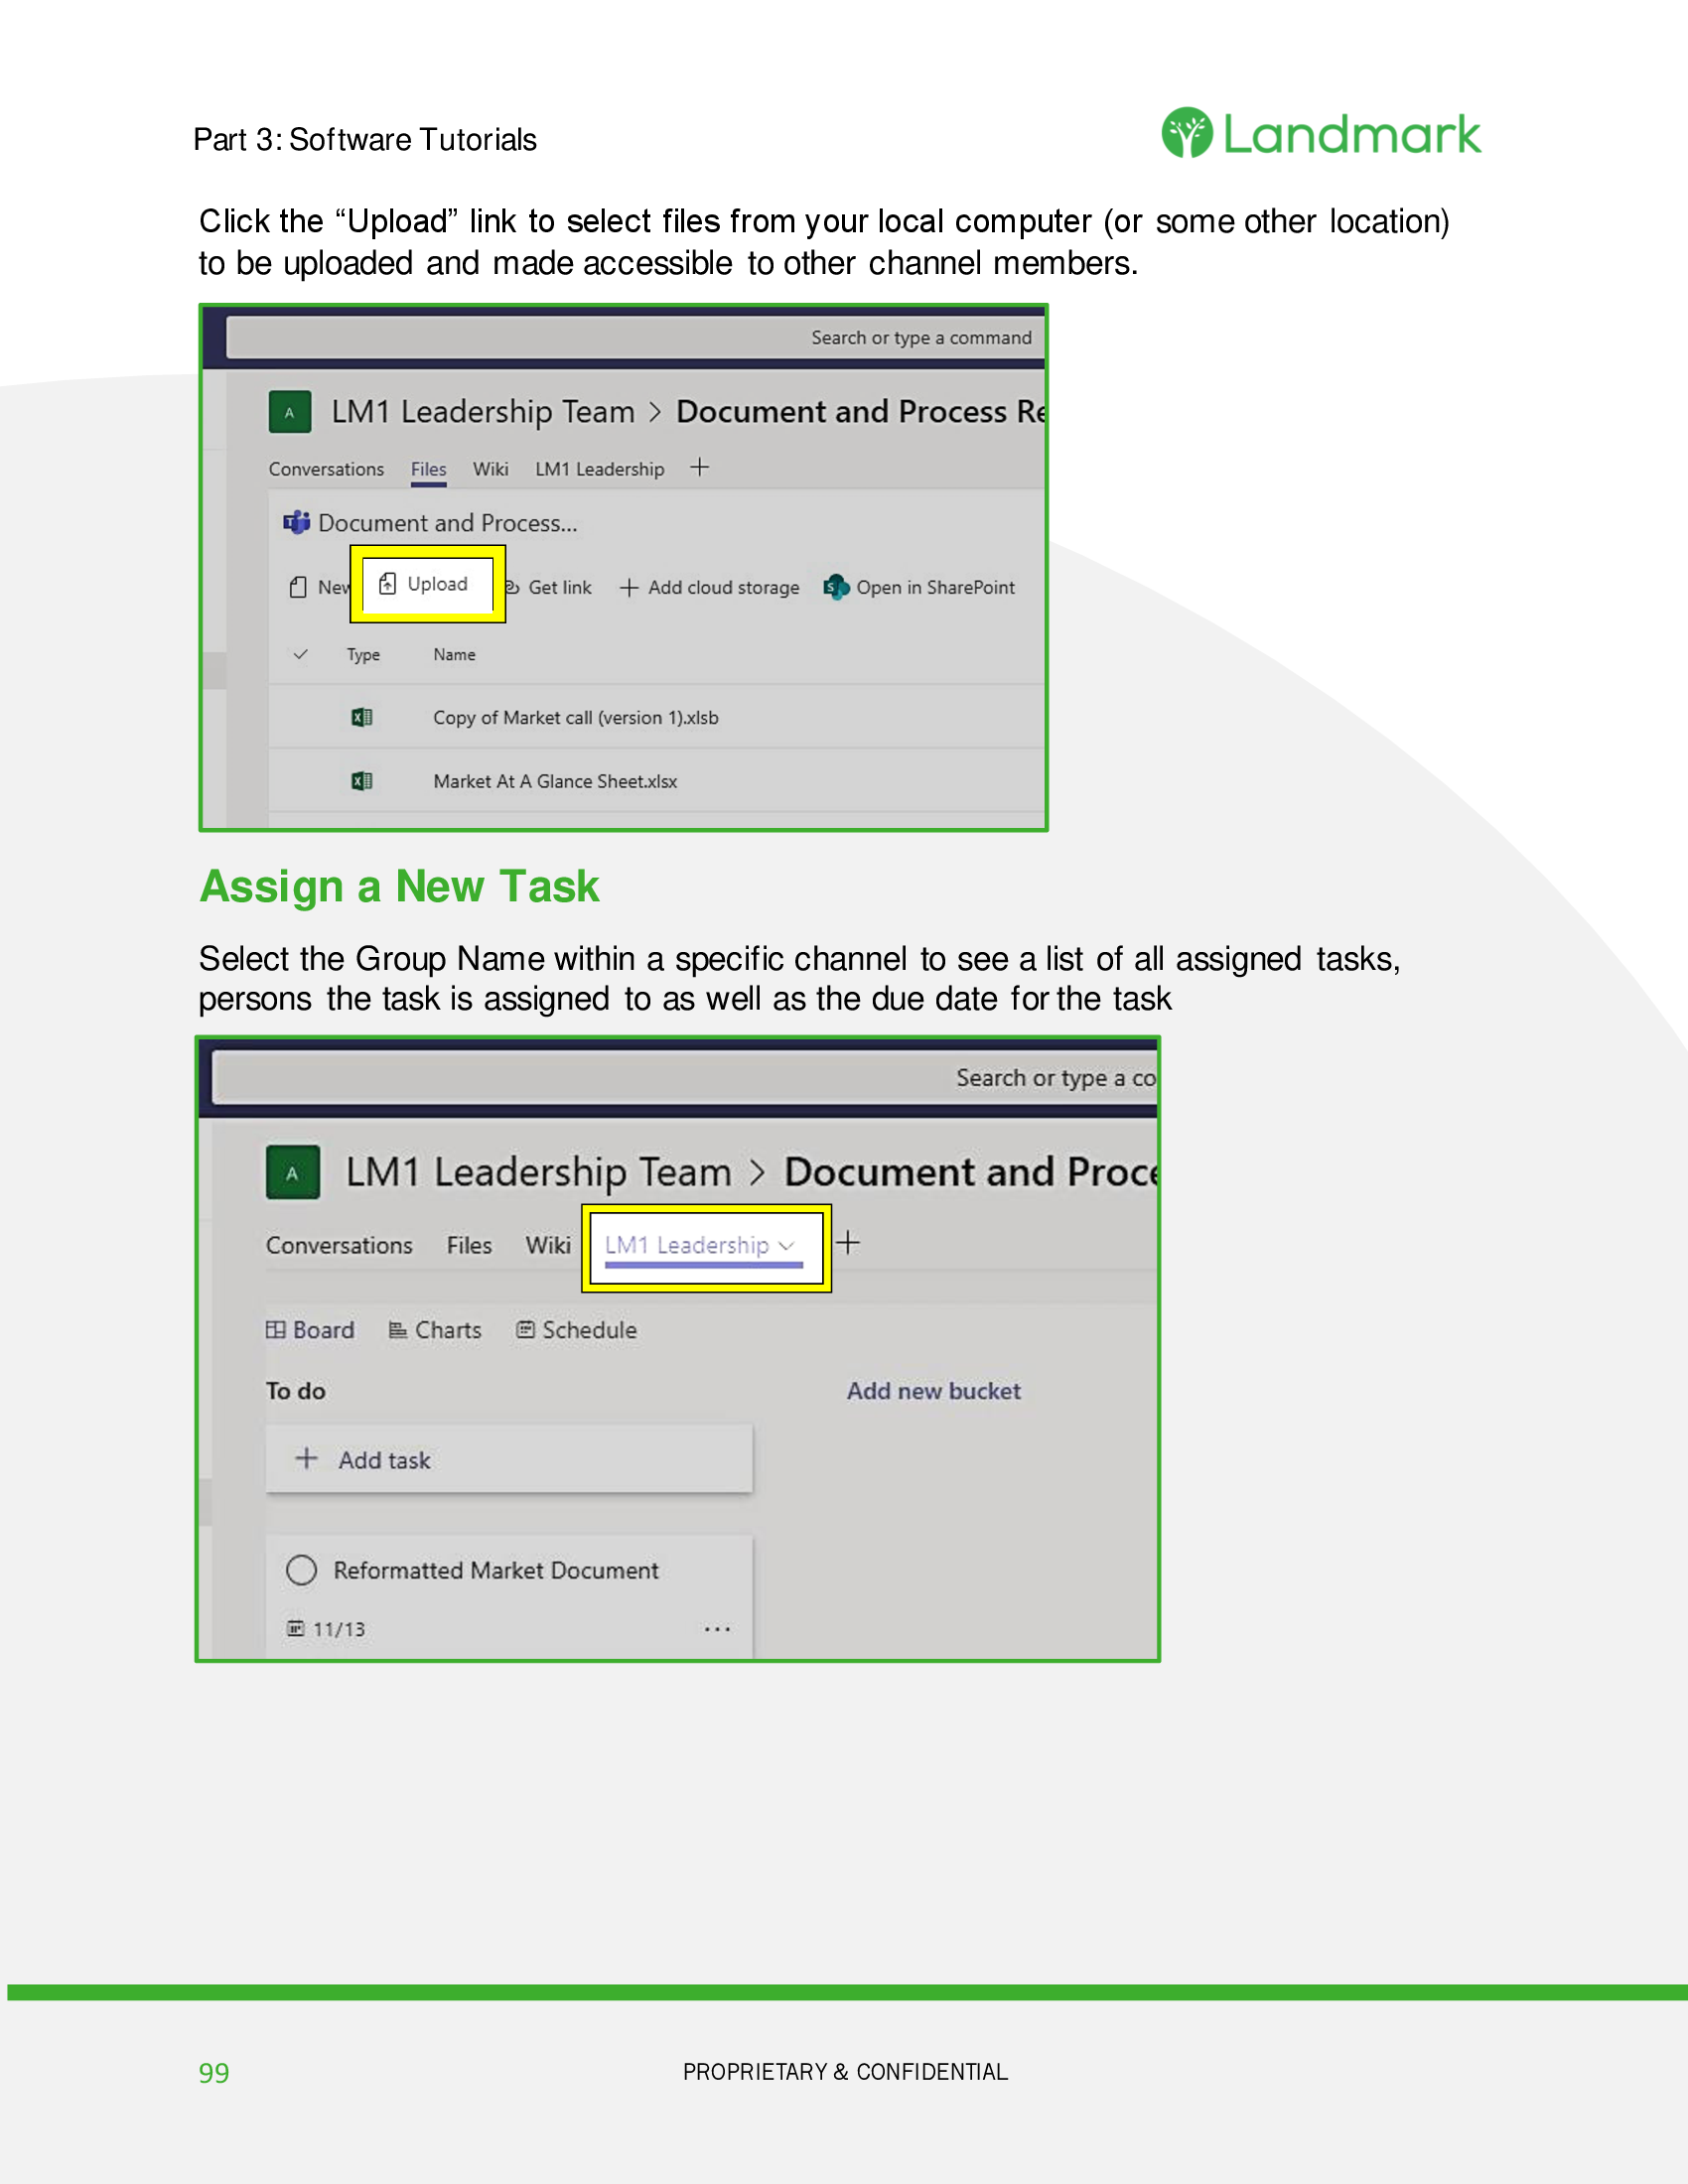 Part 3: Software Tutorials
Landmark
Click the “Upload” link to select files from your local computer (or some other location)
to be uploaded and made accessible to other channel members.
Search or type a command
A LM1 Leadership Team > Document and Process Re
Conversations Files Wiki LM1 Leadership +
Document and Process...
New Upload Get link + Add cloud storage Open in SharePoint
Type Name
Copy of Market call (version 1).xlsb
Market At A Glance Sheet.xlsx
Assign a New Task
Select the Group Name within a specific channel to see a list of all assigned tasks,
persons the task is assigned to as well as the due date for the task
Search or type a co
A LM1 Leadership Team > Document and Proce
Conversations Files Wiki LM1 Leadership +
Board Charts Schedule
To do Add new bucket
+ Add task
Reformatted Market Document
11/13 ...
99 PROPRIETARY & CONFIDENTIAL